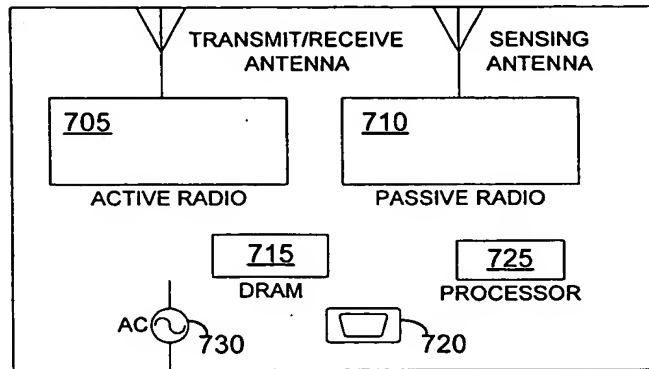 TRANSMIT/RECEIVE ANTENNA
SENSING ANTENNA
705
710
ACTIVE RADIO
PASSIVE RADIO
715
725
DRAM
PROCESSOR
AC
730
720